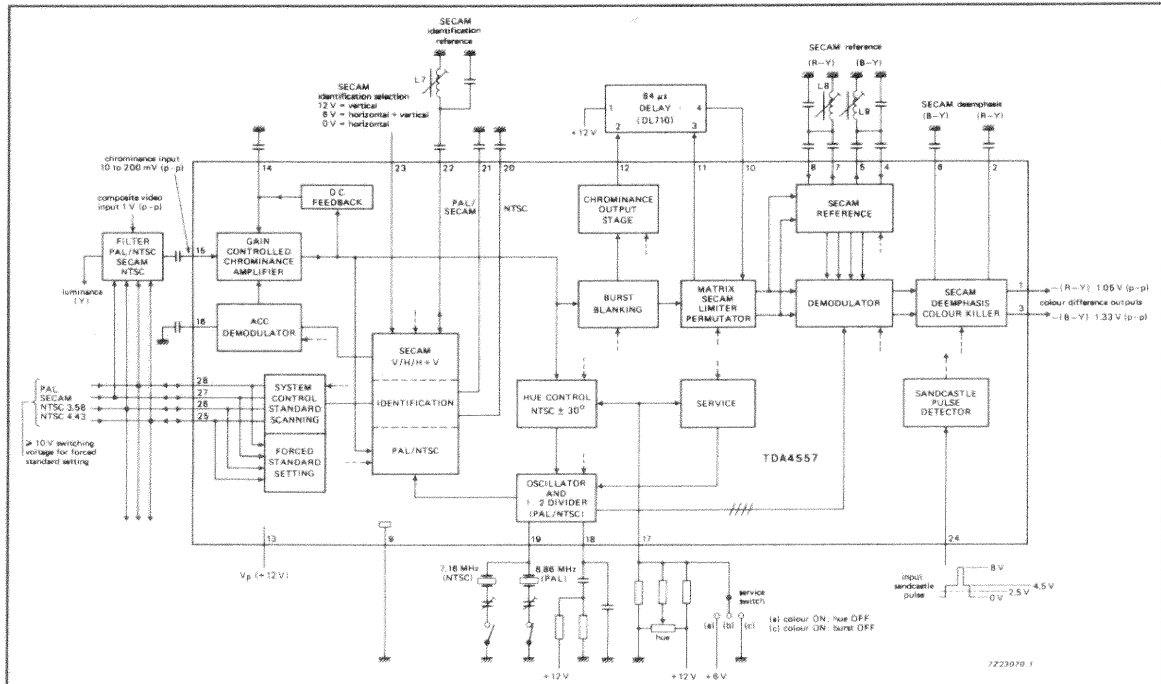 SECAM
identification
reference
L7
SECAM
identification selection
12 V = vertical
6 V = horizontal + vertical
0 V = horizontal
64 µs
DELAY
(DL710)
1
4
2
3
+12 V
SECAM reference
(R–Y) (B–Y)
L8
L9
SECAM deemphasis
(B–Y) (R–Y)
chrominance input
10 to 200 mV (p-p)
composite video
input 1 V (p-p)
14
23
22
21
20
12
11
10
8
7
5
4
6
2
D.C.
FEEDBACK
PAL/
SECAM
NTSC
CHROMINANCE
OUTPUT
STAGE
SECAM
REFERENCE
FILTER
PAL/NTSC
SECAM
NTSC
15
GAIN
CONTROLLED
CHROMINANCE
AMPLIFIER
luminance
(Y)
BURST
BLANKING
MATRIX
SECAM
LIMITER
PERMUTATOR
DEMODULATOR
SECAM
DEEMPHASIS
COLOUR KILLER
1
–(R–Y) 1.05 V (p-p)
colour difference outputs
3
–(B–Y) 1.33 V (p-p)
16
ACC
DEMODULATOR
SECAM
V/H/H + V
IDENTIFICATION
PAL/NTSC
PAL
SECAM
NTSC 3.58
NTSC 4.43
28
27
26
25
SYSTEM
CONTROL
STANDARD
SCANNING
FORCED
STANDARD
SETTING
⩾ 10 V switching
voltage for forced
standard setting
HUE CONTROL
NTSC ± 30°
SERVICE
SANDCASTLE
PULSE
DETECTOR
TDA4557
OSCILLATOR
AND
1 : 2 DIVIDER
(PAL/NTSC)
13
9
19
18
17
24
Vp (+12 V)
7.16 MHz
(NTSC)
8.86 MHz
(PAL)
+12 V
hue
+12 V
+6 V
service
switch
(a) (b) (c)
(a) colour ON; hue OFF
(c) colour ON; burst OFF
input
sandcastle
pulse
8 V
4,5 V
2,5 V
0 V
7Z23070.1